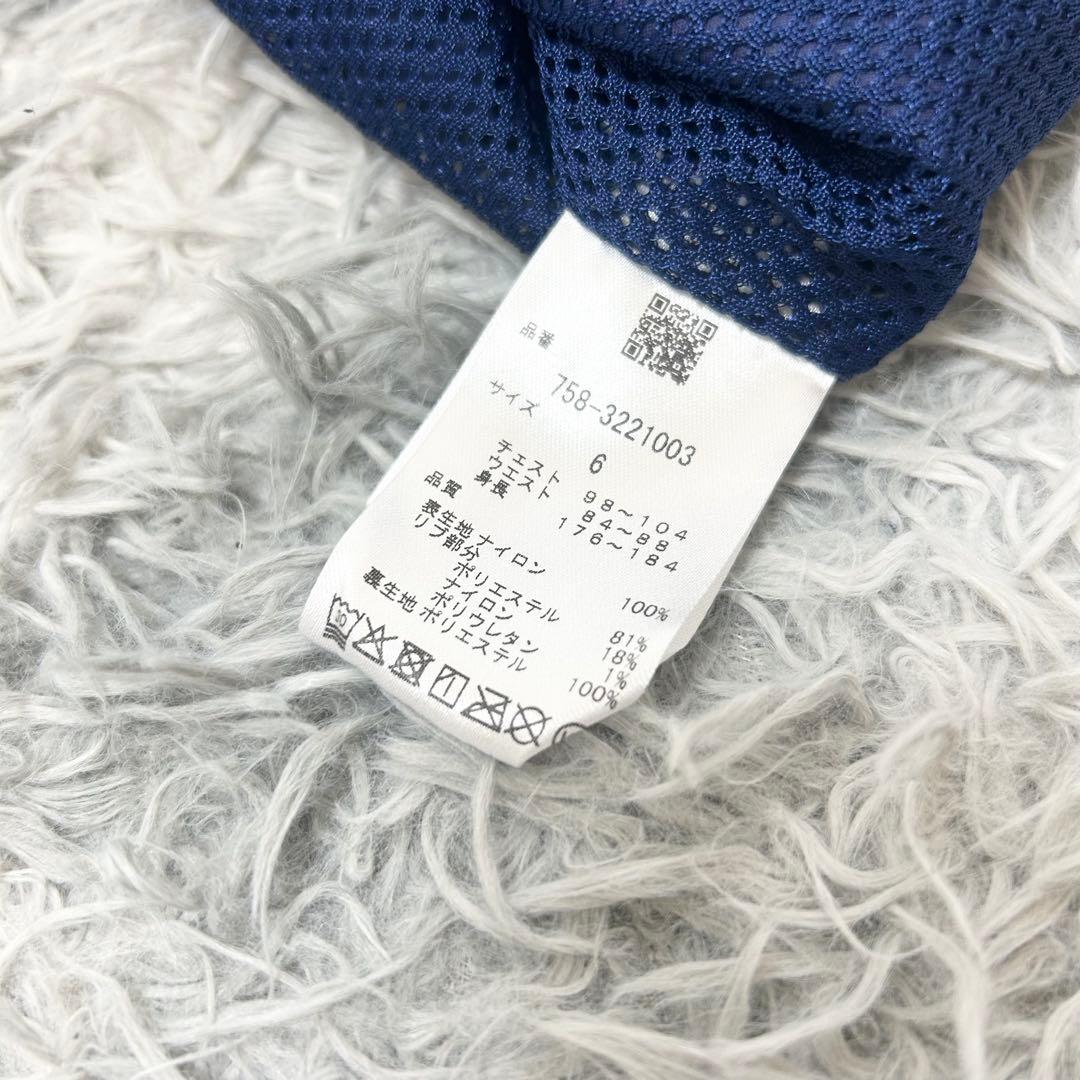 品番 758-3221003
サイズ 6
チェスト 98～104
ウエスト 84～88
身長 176～184
品質
表生地 ナイロン 100%
リブ部分
ポリエステル 81%
ナイロン 18%
ポリウレタン 1%
裏生地 ポリエステル 100%